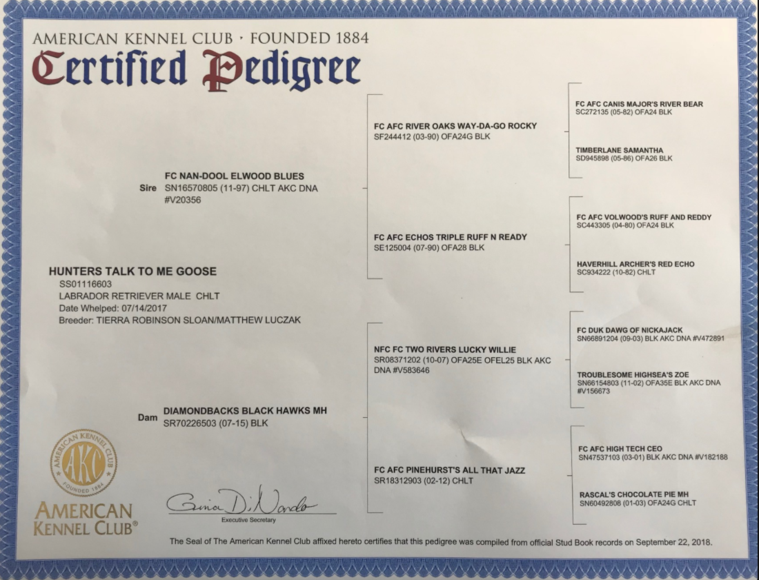 AMERICAN KENNEL CLUB · FOUNDED 1884
Certified Pedigree
FC NAN-DOOL ELWOOD BLUES
Sire SN16570805 (11-97) CHLT AKC DNA
#V20356
HUNTERS TALK TO ME GOOSE
SS01116603
LABRADOR RETRIEVER MALE CHLT
Date Whelped: 07/14/2017
Breeder: TIERRA ROBINSON SLOAN/MATTHEW LUCZAK
Dam DIAMONDBACKS BLACK HAWKS MH
SR70226503 (07-15) BLK
FC AFC RIVER OAKS WAY-DA-GO ROCKY
SF244412 (03-90) OFA24G BLK
FC AFC ECHOS TRIPLE RUFF N READY
SE125004 (07-90) OFA28 BLK
NFC FC TWO RIVERS LUCKY WILLIE
SR08371202 (10-07) OFA25E OFEL25 BLK AKC
DNA #V583646
FC AFC PINEHURST'S ALL THAT JAZZ
SR18312903 (02-12) CHLT
FC AFC CANIS MAJOR'S RIVER BEAR
SC272135 (05-82) OFA24 BLK
TIMBERLANE SAMANTHA
SD945898 (05-86) OFA26 BLK
FC AFC VOLWOOD'S RUFF AND REDDY
SC443305 (04-80) OFA24 BLK
HAVERHILL ARCHER'S RED ECHO
SC934222 (10-82) CHLT
FC DUK DAWG OF NICKAJACK
SN66891204 (09-03) BLK AKC DNA #V472891
TROUBLESOME HIGHSEA'S ZOE
SN66154803 (11-02) OFA35E BLK AKC DNA
#V156673
FC AFC HIGH TECH CEO
SN47537103 (03-01) BLK AKC DNA #V182188
RASCAL'S CHOCOLATE PIE MH
SN60492808 (01-03) OFA24G CHLT
AMERICAN KENNEL CLUB
AKC
FOUNDED 1884
AMERICAN
KENNEL CLUB®
Gina DiNardo
Executive Secretary
The Seal of The American Kennel Club affixed hereto certifies that this pedigree was compiled from official Stud Book records on September 22, 2018.